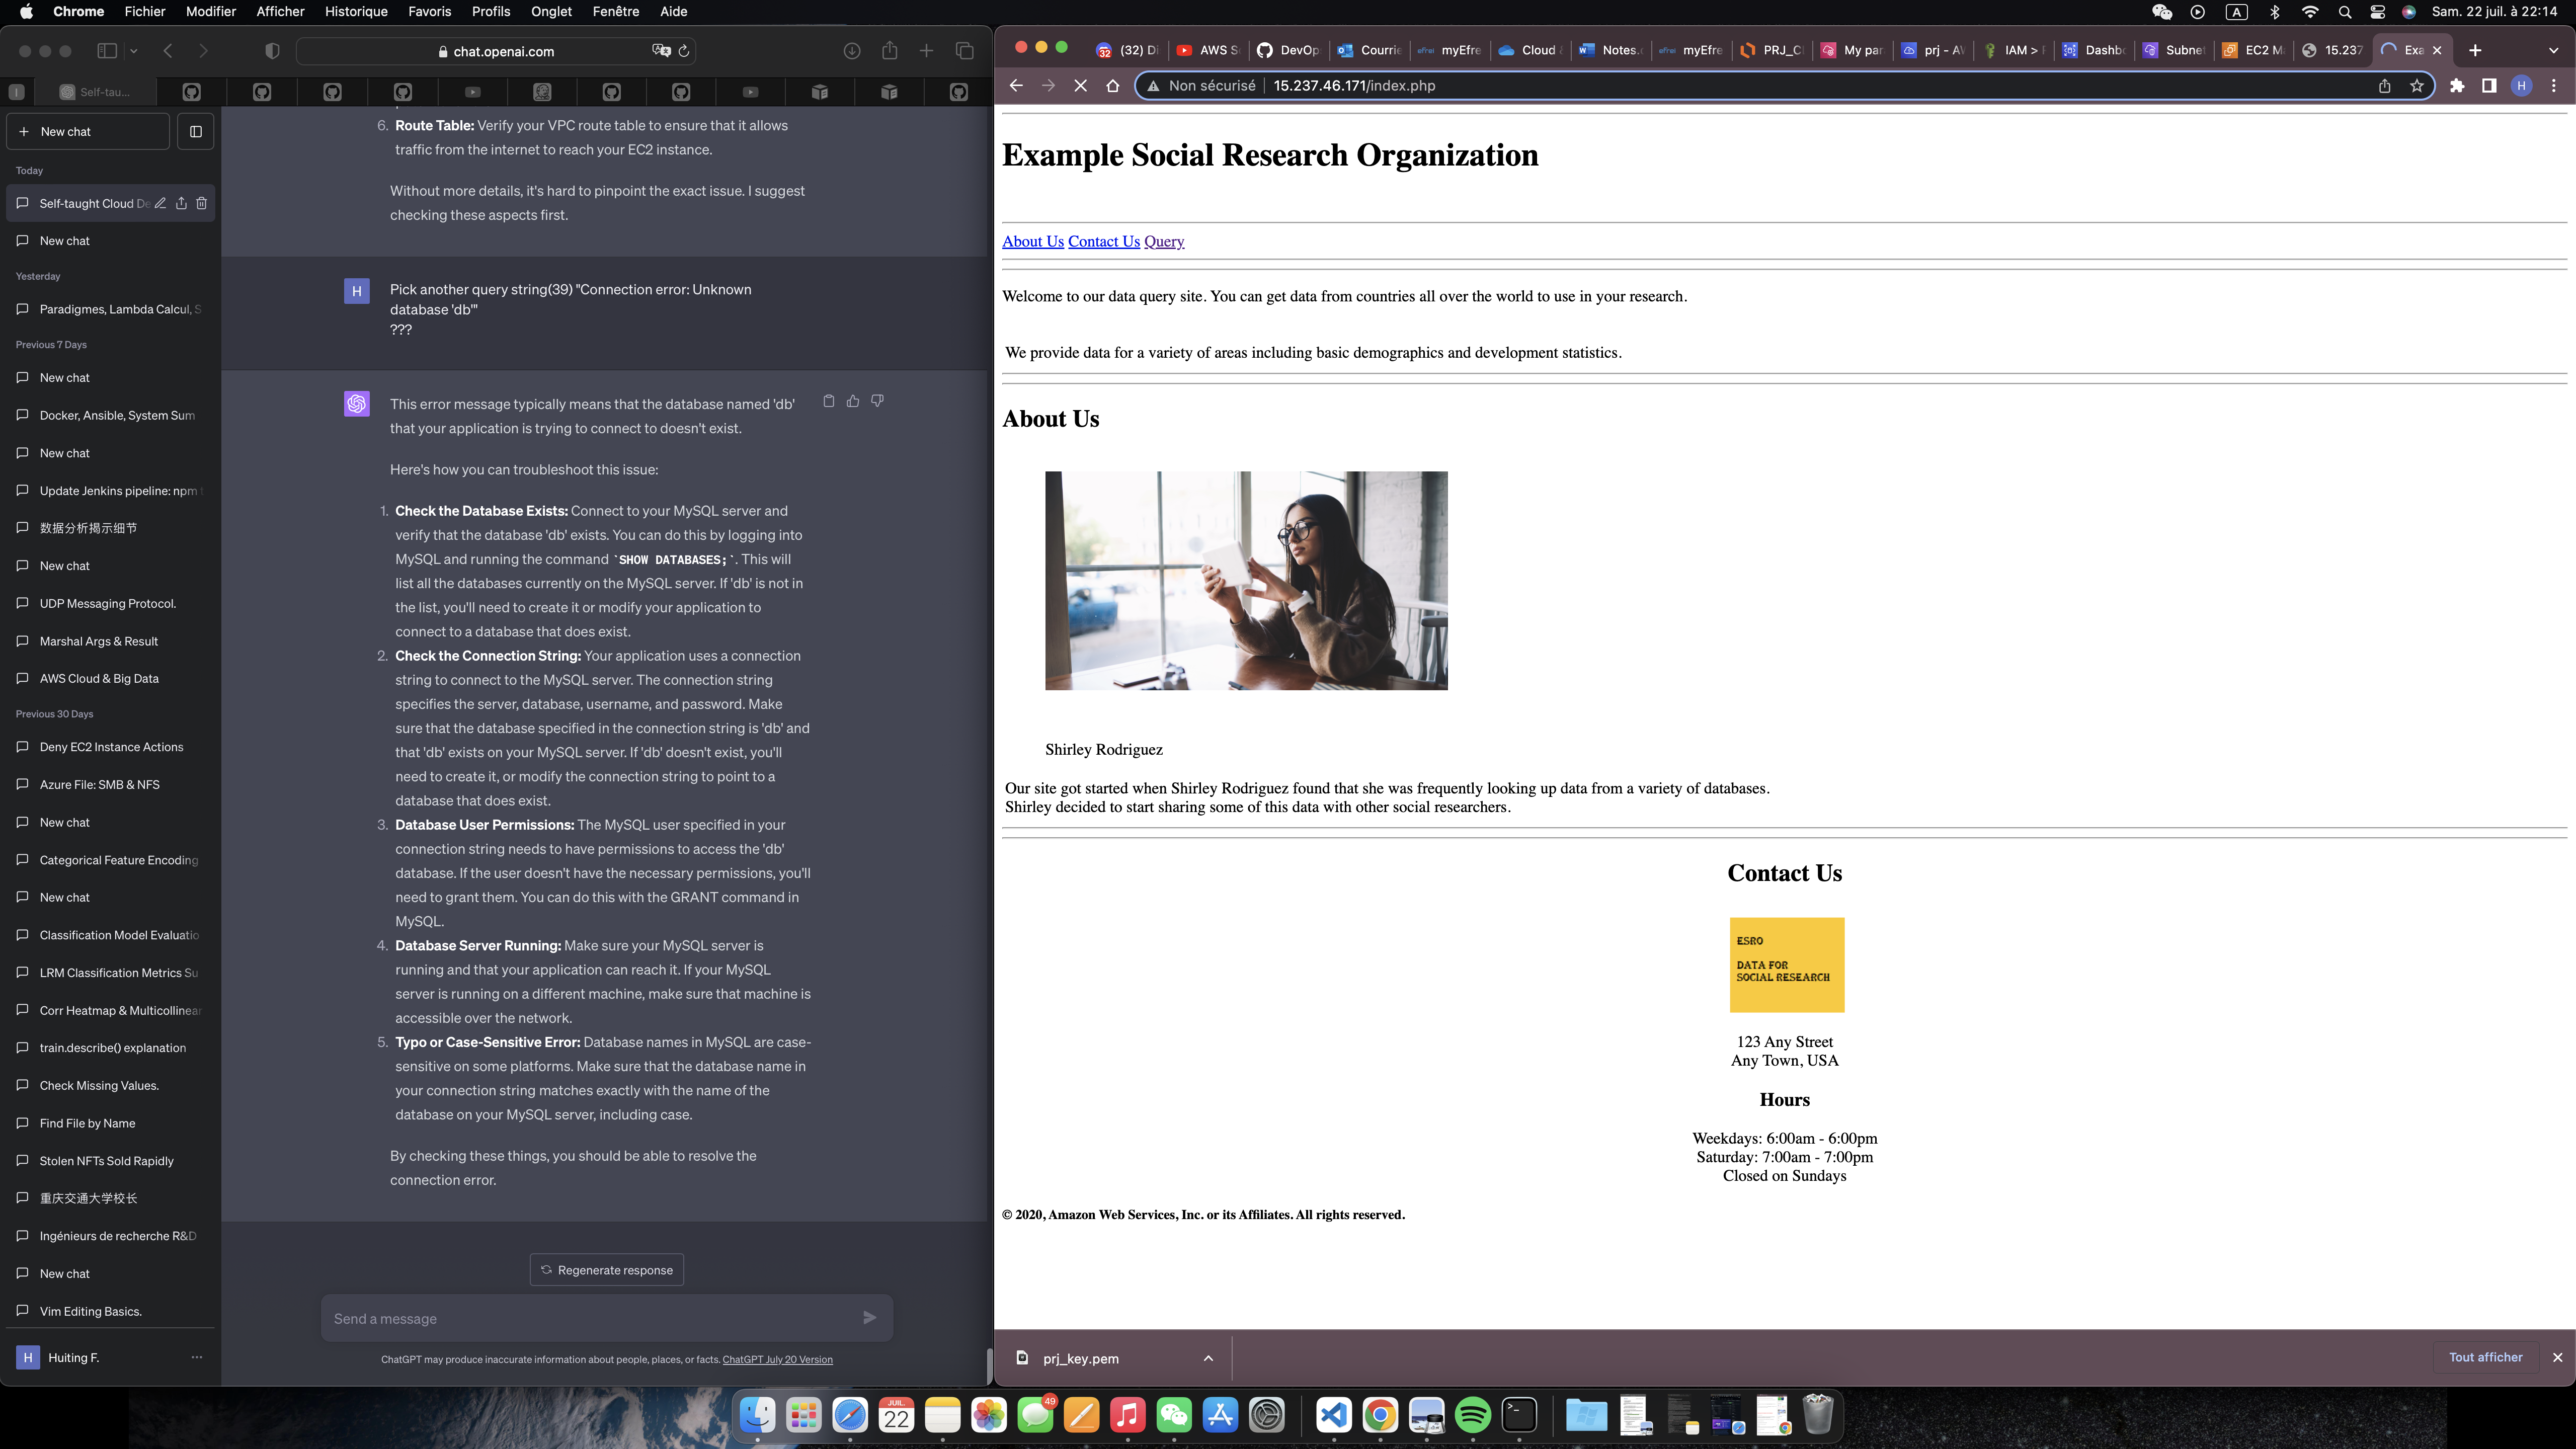 Chrome Fichier Modifier Afficher Historique Favoris Profils Onglet Fenêtre Aide
A
Sam. 22 juil. à 22:14
chat.openai.com
Self-tau...
New chat
Today
Self-taught Cloud De
New chat
Yesterday
Paradigmes, Lambda Calcul, S
Previous 7 Days
New chat
Docker, Ansible, System Sum
New chat
Update Jenkins pipeline: npm
数据分析揭示细节
New chat
UDP Messaging Protocol.
Marshal Args & Result
AWS Cloud & Big Data
Previous 30 Days
Deny EC2 Instance Actions
Azure File: SMB & NFS
New chat
Categorical Feature Encoding
New chat
Classification Model Evaluatio
LRM Classification Metrics Su
Corr Heatmap & Multicollinear
train.describe() explanation
Check Missing Values.
Find File by Name
Stolen NFTs Sold Rapidly
重庆交通大学校长
Ingénieurs de recherche R&D
New chat
Vim Editing Basics.
H Huiting F.
6. Route Table: Verify your VPC route table to ensure that it allows
traffic from the internet to reach your EC2 instance.
Without more details, it's hard to pinpoint the exact issue. I suggest
checking these aspects first.
H
Pick another query string(39) "Connection error: Unknown
database 'db'"
???
This error message typically means that the database named 'db'
that your application is trying to connect to doesn't exist.
Here's how you can troubleshoot this issue:
1. Check the Database Exists: Connect to your MySQL server and
verify that the database 'db' exists. You can do this by logging into
MySQL and running the command `SHOW DATABASES;`. This will
list all the databases currently on the MySQL server. If 'db' is not in
the list, you'll need to create it or modify your application to
connect to a database that does exist.
2. Check the Connection String: Your application uses a connection
string to connect to the MySQL server. The connection string
specifies the server, database, username, and password. Make
sure that the database specified in the connection string is 'db' and
that 'db' exists on your MySQL server. If 'db' doesn't exist, you'll
need to create it, or modify the connection string to point to a
database that does exist.
3. Database User Permissions: The MySQL user specified in your
connection string needs to have permissions to access the 'db'
database. If the user doesn't have the necessary permissions, you'll
need to grant them. You can do this with the GRANT command in
MySQL.
4. Database Server Running: Make sure your MySQL server is
running and that your application can reach it. If your MySQL
server is running on a different machine, make sure that machine is
accessible over the network.
5. Typo or Case-Sensitive Error: Database names in MySQL are case-
sensitive on some platforms. Make sure that the database name in
your connection string matches exactly with the name of the
database on your MySQL server, including case.
By checking these things, you should be able to resolve the
connection error.
Regenerate response
Send a message
ChatGPT may produce inaccurate information about people, places, or facts. ChatGPT July 20 Version
32 (32) Di AWS S DevOp Courrie efrei myEfre Cloud Notes. efrei myEfre PRJ_C My par prj - AW IAM > Dashbo Subnet EC2 M 15.237 Exa
Non sécurisé 15.237.46.171/index.php H
Example Social Research Organization
About Us Contact Us Query
Welcome to our data query site. You can get data from countries all over the world to use in your research.
We provide data for a variety of areas including basic demographics and development statistics.
About Us
Shirley Rodriguez
Our site got started when Shirley Rodriguez found that she was frequently looking up data from a variety of databases.
Shirley decided to start sharing some of this data with other social researchers.
Contact Us
ESRO
DATA FOR
SOCIAL RESEARCH
123 Any Street
Any Town, USA
Hours
Weekdays: 6:00am - 6:00pm
Saturday: 7:00am - 7:00pm
Closed on Sundays
© 2020, Amazon Web Services, Inc. or its Affiliates. All rights reserved.
prj_key.pem
Tout afficher
JUIL.
22
49